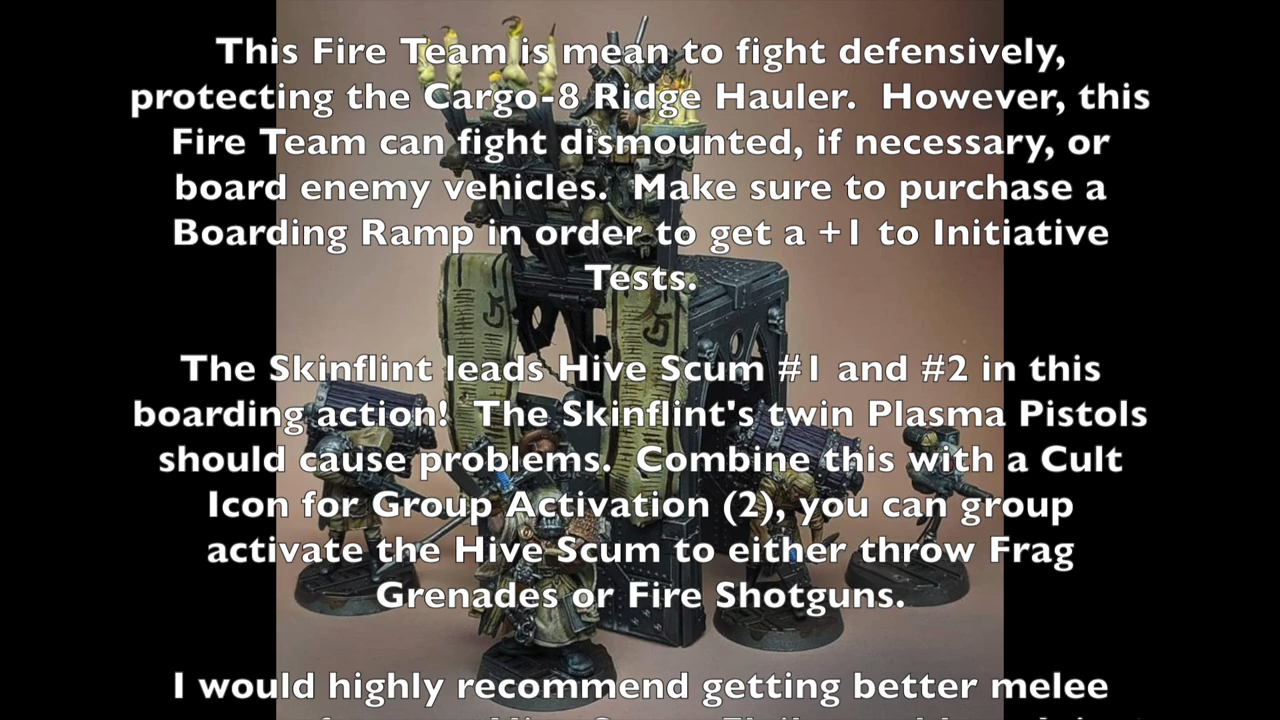 This Fire Team is mean to fight defensively,
protecting the Cargo-8 Ridge Hauler.  However, this
Fire Team can fight dismounted, if necessary, or
board enemy vehicles.  Make sure to purchase a
Boarding Ramp in order to get a +1 to Initiative
Tests.
The Skinflint leads Hive Scum #1 and #2 in this
boarding action!  The Skinflint's twin Plasma Pistols
should cause problems.  Combine this with a Cult
Icon for Group Activation (2), you can group
activate the Hive Scum to either throw Frag
Grenades or Fire Shotguns.
I would highly recommend getting better melee